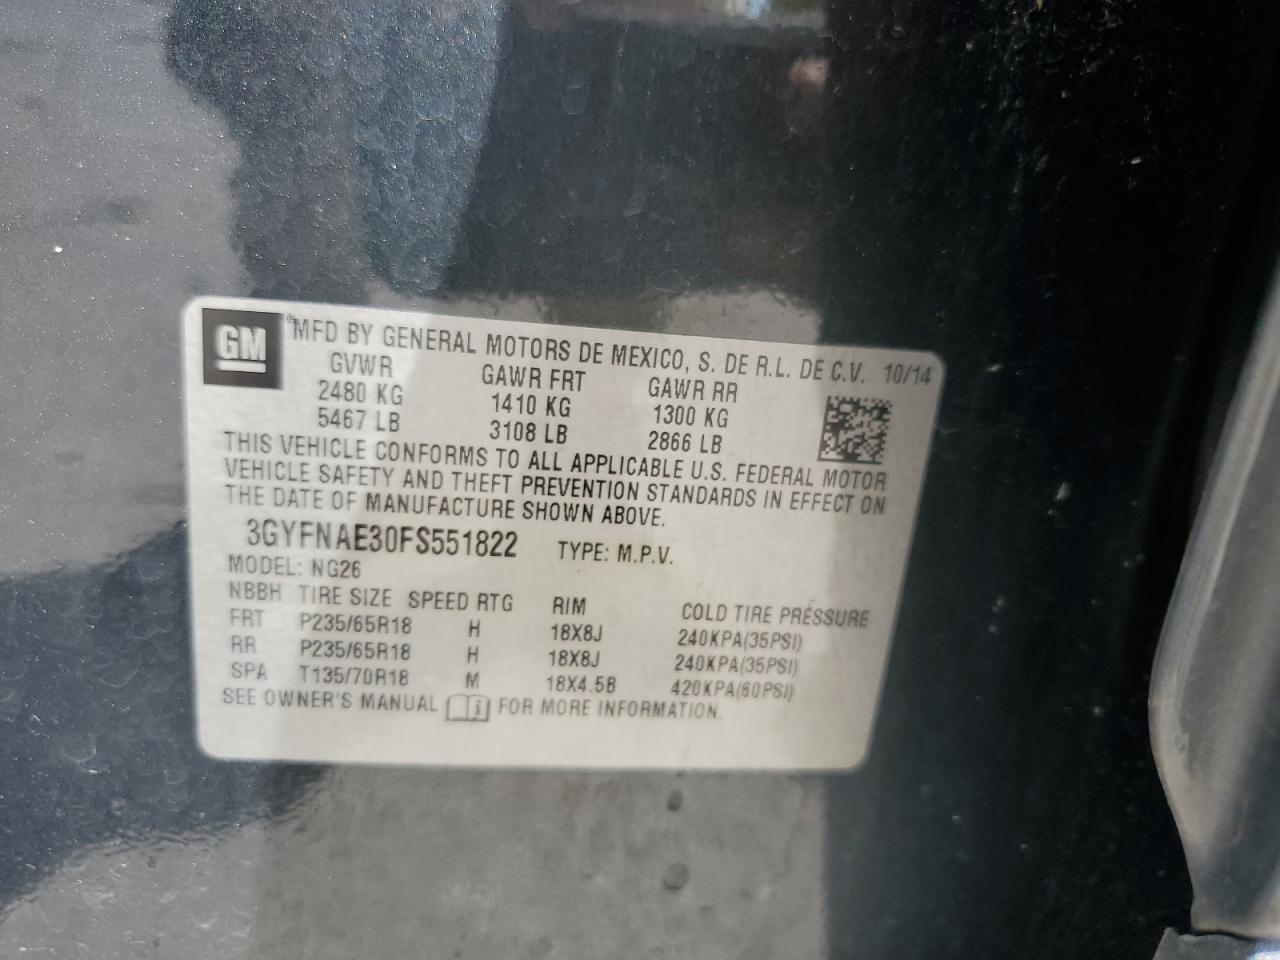 GM
MFD BY GENERAL MOTORS DE MEXICO, S. DE R.L. DE C.V. 10/14
GVWR GAWR FRT GAWR RR
2480 KG 1410 KG 1300 KG
5467 LB 3108 LB 2866 LB
THIS VEHICLE CONFORMS TO ALL APPLICABLE U.S. FEDERAL MOTOR
VEHICLE SAFETY AND THEFT PREVENTION STANDARDS IN EFFECT ON
THE DATE OF MANUFACTURE SHOWN ABOVE.
3GYFNAE30FS551822 TYPE: M.P.V.
MODEL: NG26
NBBH TIRE SIZE SPEED RTG RIM COLD TIRE PRESSURE
FRT P235/65R18 H 18X8J 240KPA(35PSI)
RR P235/65R18 H 18X8J 240KPA(35PSI)
SPA T135/70R18 M 18X4.5B 420KPA(60PSI)
SEE OWNER'S MANUAL i FOR MORE INFORMATION.